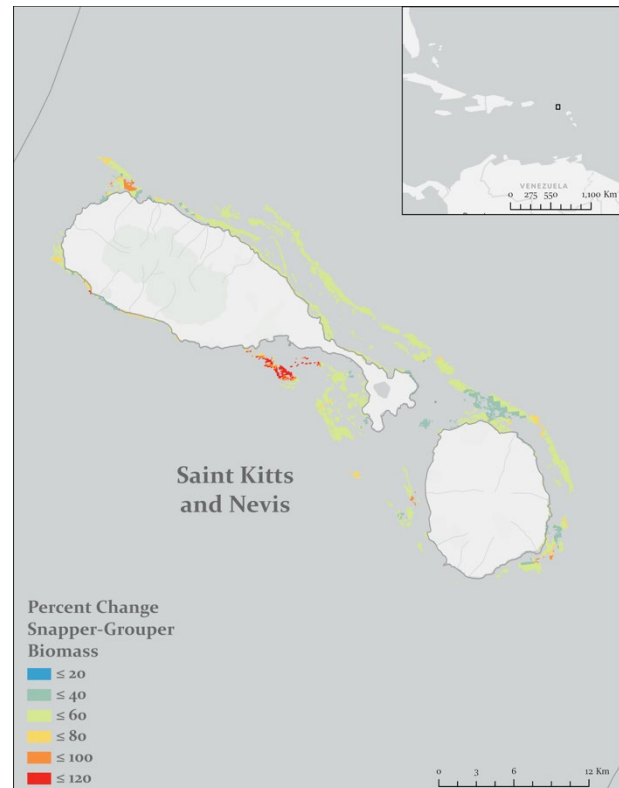 VENEZUELA
0 275 550 1,100 Km
Saint Kitts
and Nevis
Percent Change
Snapper-Grouper
Biomass
≤ 20
≤ 40
≤ 60
≤ 80
≤ 100
≤ 120
0 3 6 12 Km